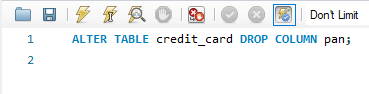 Don't Limit
1 ALTER TABLE credit_card DROP COLUMN pan;
2